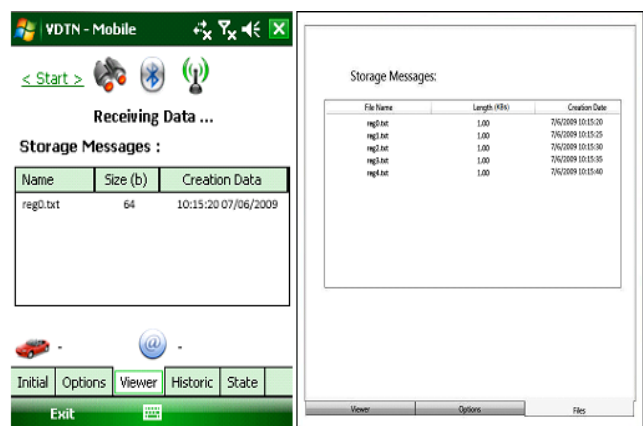 VDTN - Mobile
< Start >
Receiving Data ...
Storage Messages :
Name Size (b) Creation Data
reg0.txt 64 10:15:20 07/06/2009
- @ -
Initial Options Viewer Historic State
Exit
Storage Messages:
File Name Length (KBs) Creation Date
reg0.txt 1.00 7/6/2009 10:15:20
reg1.txt 1.00 7/6/2009 10:15:25
reg2.txt 1.00 7/6/2009 10:15:30
reg3.txt 1.00 7/6/2009 10:15:35
reg4.txt 1.00 7/6/2009 10:15:40
Viewer Options Files